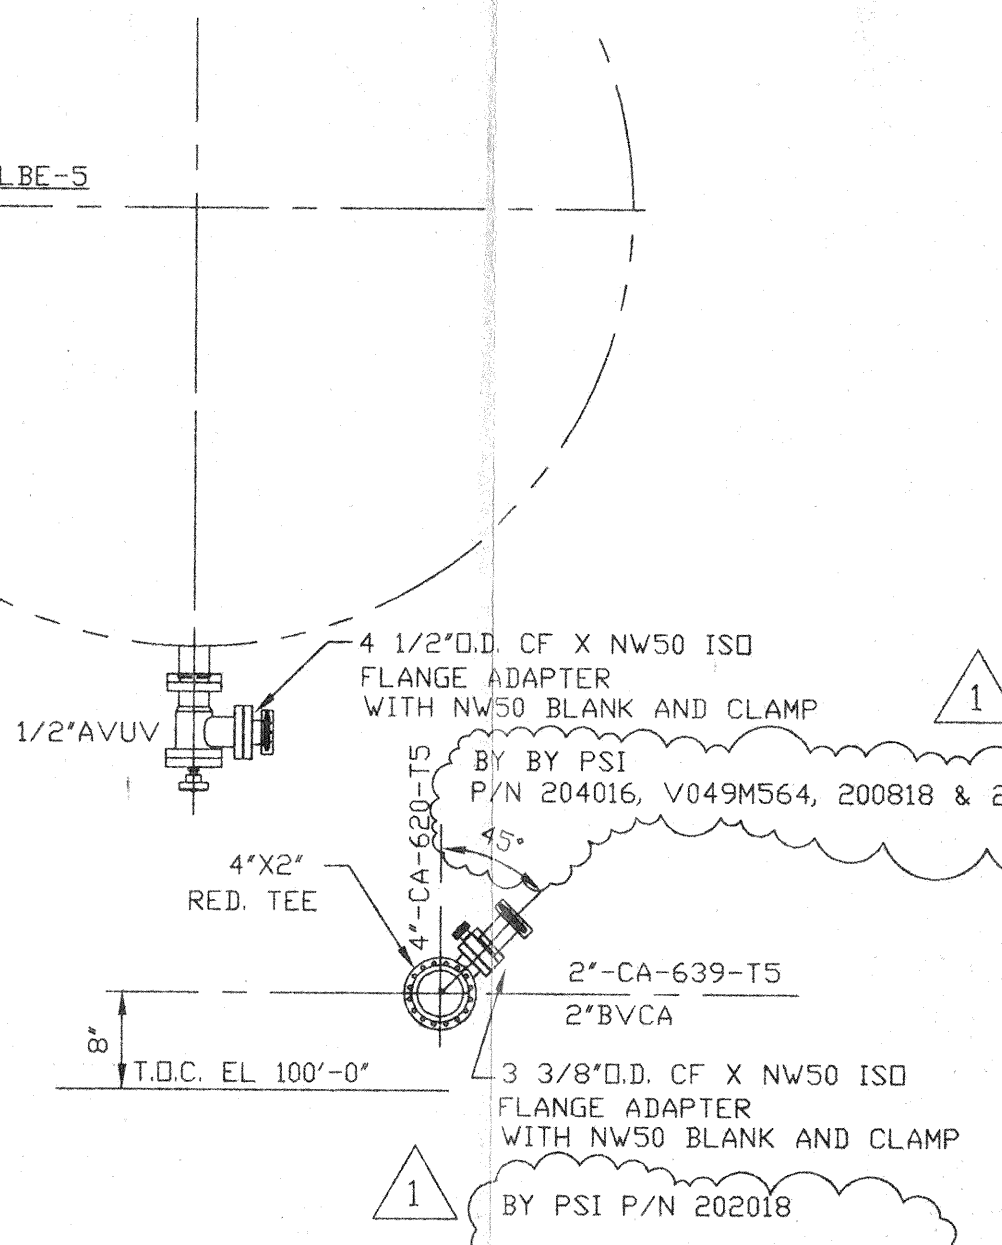 LBE-5
4 1/2"O.D. CF X NW50 ISO
FLANGE ADAPTER
WITH NW50 BLANK AND CLAMP
1
1/2"AVUV
BY BY PSI
P/N 204016, V049M564, 200818 & 2
4"-CA-620-T5
45°
4"X2"
RED. TEE
2"-CA-639-T5
2"BVCA
8"
T.O.C. EL 100'-0"
3 3/8"O.D. CF X NW50 ISO
FLANGE ADAPTER
WITH NW50 BLANK AND CLAMP
1
BY PSI P/N 202018